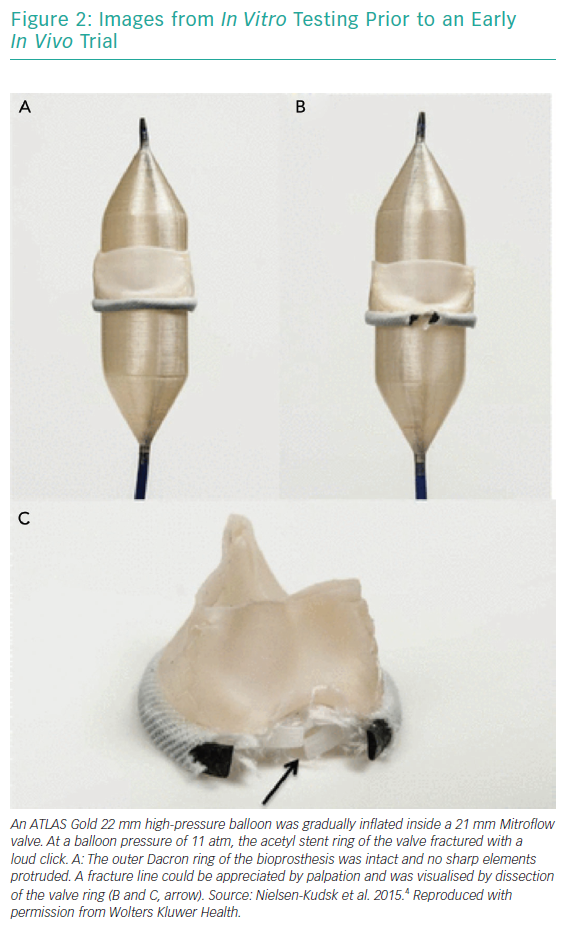 Figure 2: Images from In Vitro Testing Prior to an Early
In Vivo Trial
A
B
C
An ATLAS Gold 22 mm high-pressure balloon was gradually inflated inside a 21 mm Mitroflow
valve. At a balloon pressure of 11 atm, the acetyl stent ring of the valve fractured with a
loud click. A: The outer Dacron ring of the bioprosthesis was intact and no sharp elements
protruded. A fracture line could be appreciated by palpation and was visualised by dissection
of the valve ring (B and C, arrow). Source: Nielsen-Kudsk et al. 2015.⁴ Reproduced with
permission from Wolters Kluwer Health.